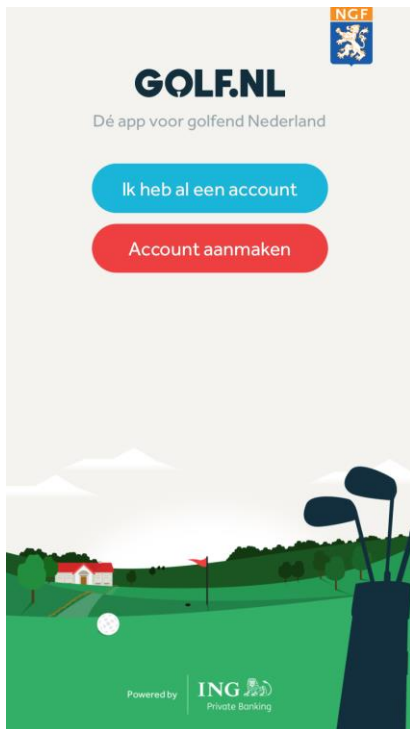 NGF
GOLF.NL
Dé app voor golfend Nederland
Ik heb al een account
Account aanmaken
Powered by
ING
Private Banking